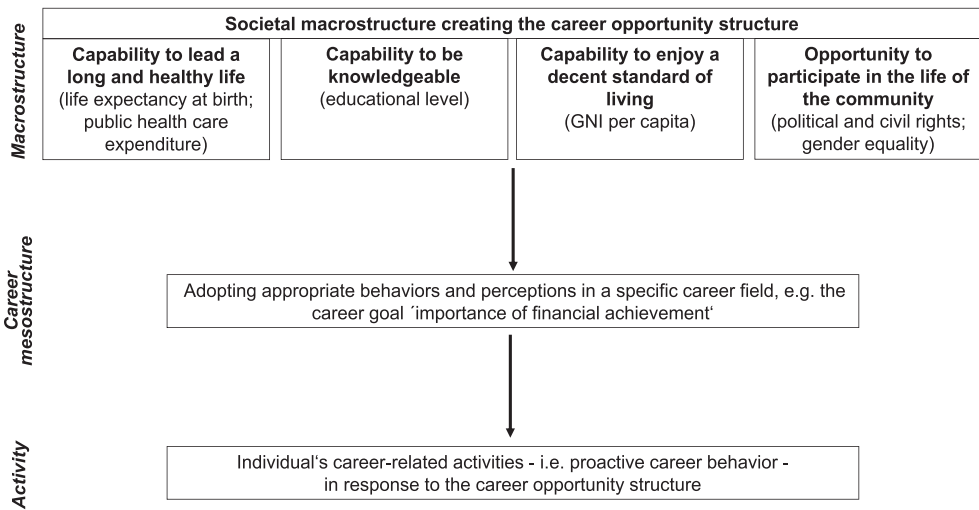 Societal macrostructure creating the career opportunity structure
Macrostructure
Capability to lead a
long and healthy life
(life expectancy at birth;
public health care
expenditure)
Capability to be
knowledgeable
(educational level)
Capability to enjoy a
decent standard of
living
(GNI per capita)
Opportunity to
participate in the life of
the community
(political and civil rights;
gender equality)
Career
mesostructure
Adopting appropriate behaviors and perceptions in a specific career field, e.g. the
career goal ´importance of financial achievement‘
Activity
Individual‘s career-related activities - i.e. proactive career behavior -
in response to the career opportunity structure